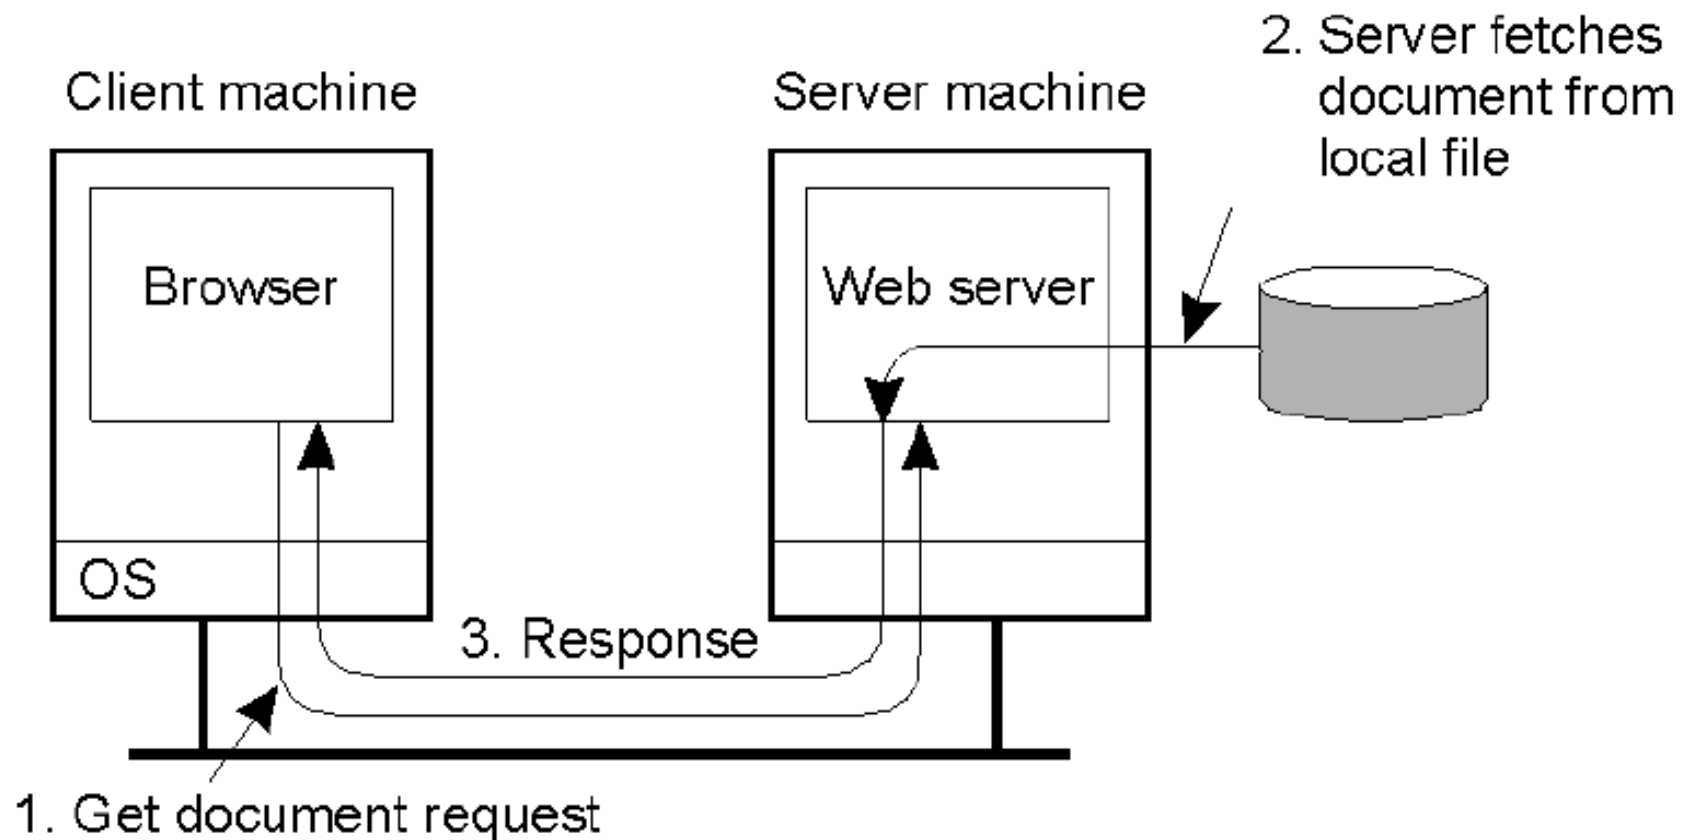 Client machine
Server machine
2. Server fetches
document from
local file
Browser
Web server
OS
3. Response
1. Get document request